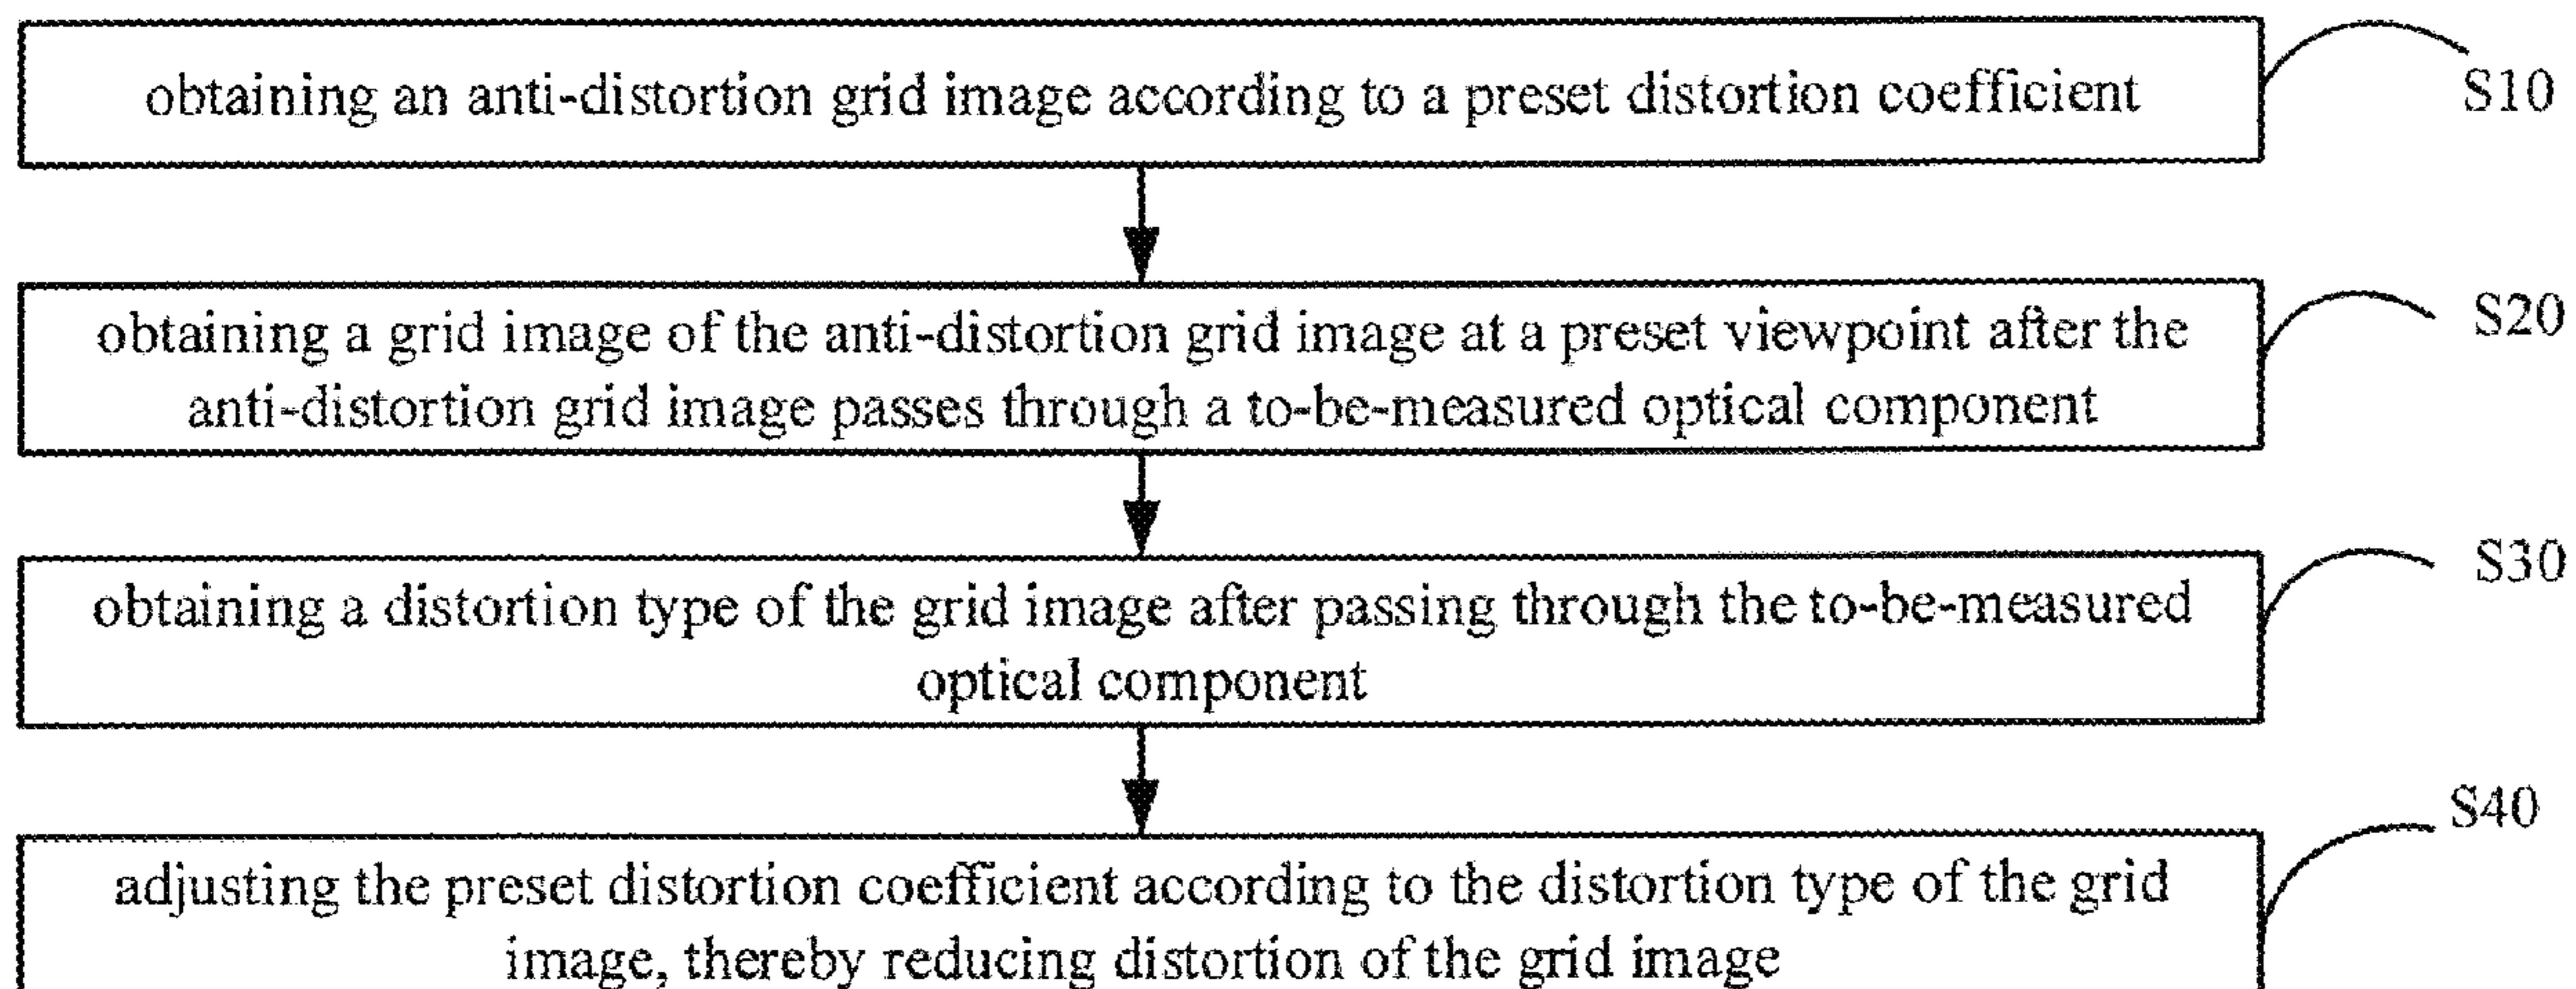 obtaining an anti-distortion grid image according to a preset distortion coefficient
S10
obtaining a grid image of the anti-distortion grid image at a preset viewpoint after the
anti-distortion grid image passes through a to-be-measured optical component
S20
obtaining a distortion type of the grid image after passing through the to-be-measured
optical component
S30
adjusting the preset distortion coefficient according to the distortion type of the grid
image, thereby reducing distortion of the grid image
S40